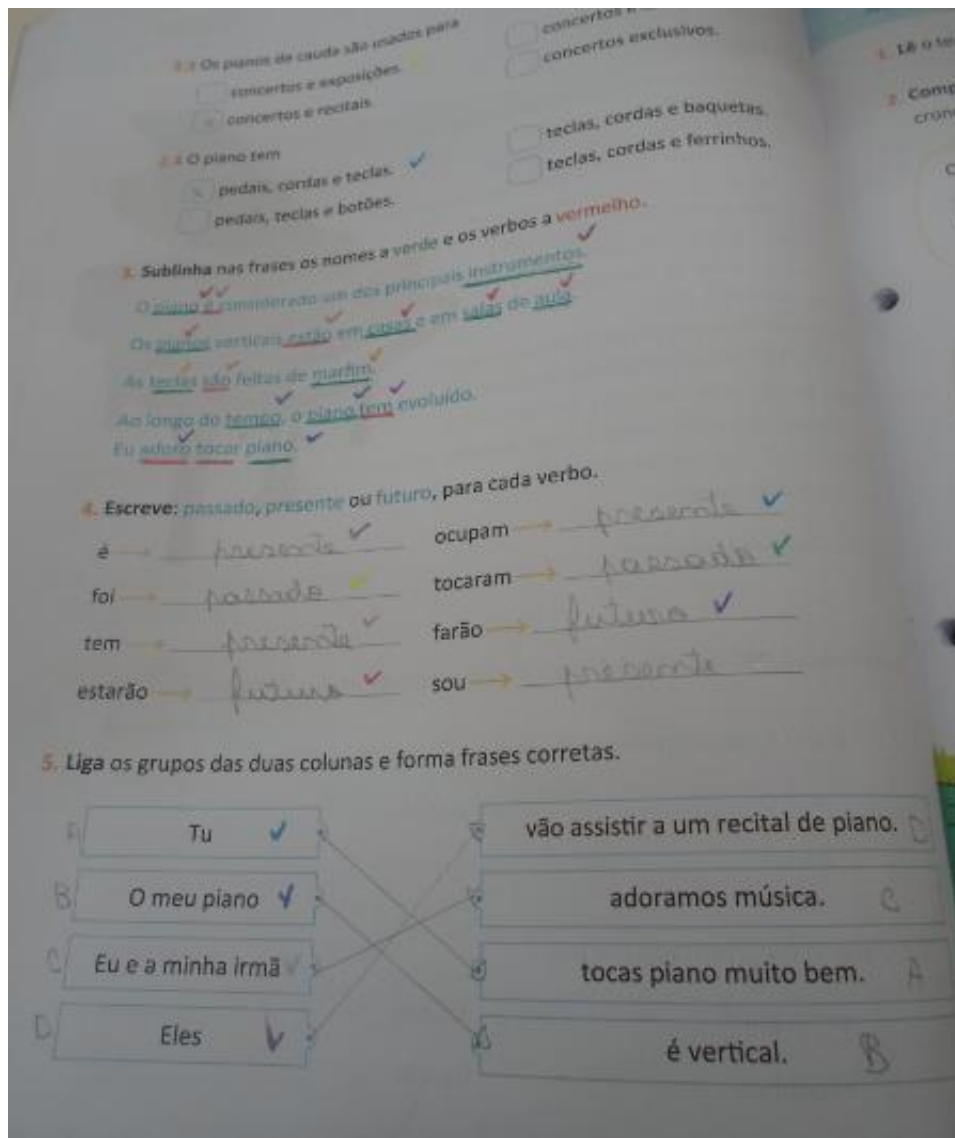 Os pianos de cauda são usados para
concertos e exposições.
concertos e recitais.
concertos e
concertos exclusivos.
O piano tem
x pedais, cordas e teclas.
pedais, teclas e botões.
teclas, cordas e baquetas.
teclas, cordas e ferrinhos.
3. Sublinha nas frases os nomes a verde e os verbos a vermelho.
O piano é considerado um dos principais instrumentos.
Os pianos verticais estão em casas e em salas de aula.
As teclas são feitas de marfim.
Ao longo do tempo, o piano tem evoluído.
Eu adoro tocar piano.
4. Escreve: passado, presente ou futuro, para cada verbo.
é presente ocupam presente
foi passado tocaram passado
tem presente farão futuro
estarão futuro sou presente
5. Liga os grupos das duas colunas e forma frases corretas.
A Tu vão assistir a um recital de piano. D
B O meu piano adoramos música. C
C Eu e a minha irmã tocas piano muito bem. A
D Eles é vertical. B
1. Lê o
2.